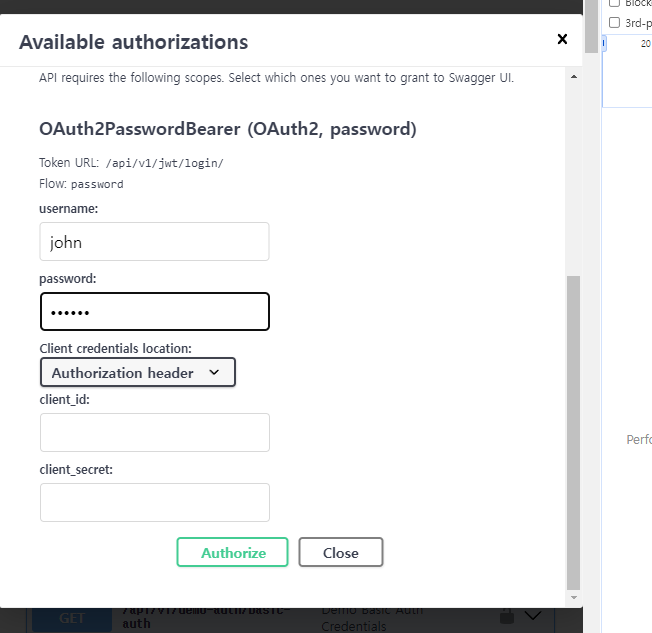 Available authorizations
API requires the following scopes. Select which ones you want to grant to Swagger UI.
OAuth2PasswordBearer (OAuth2, password)
Token URL: /api/v1/jwt/login/
Flow: password
username:
john
password:
••••••
Client credentials location:
Authorization header
client_id:
client_secret:
Authorize
Close
GET
/api/v1/demo-auth/basic-
auth
Demo Basic Auth
Credentials
Block
3rd-p
20
Perfo